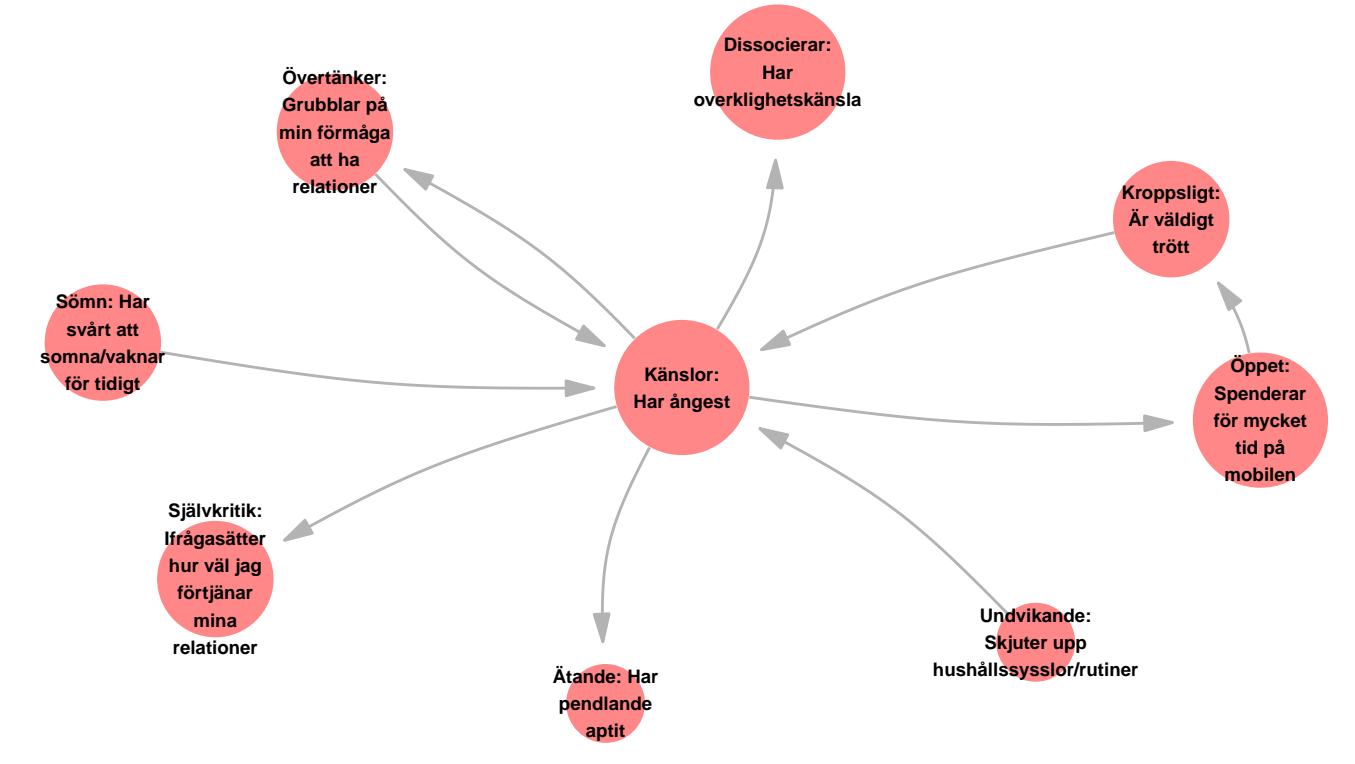 Dissocierar:
Har
overklighetskänsla
Övertänker:
Grubblar på
min förmåga
att ha
relationer
Kroppsligt:
Är väldigt
trött
Sömn: Har
svårt att
somna/vaknar
för tidigt
Känslor:
Har ångest
Öppet:
Spenderar
för mycket
tid på
mobilen
Självkritik:
Ifrågasätter
hur väl jag
förtjänar
mina
relationer
Undvikande:
Skjuter upp
hushållssysslor/rutiner
Ätande: Har
pendlande
aptit